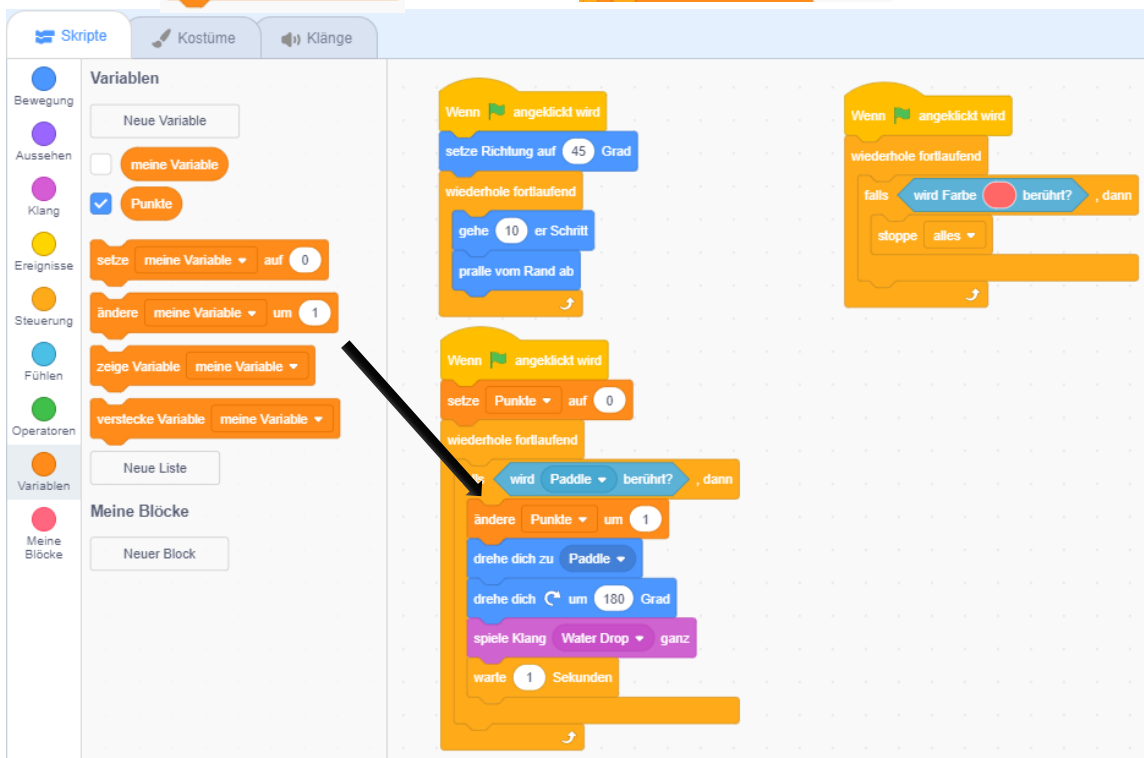 Skripte
Kostüme
Klänge
Bewegung
Aussehen
Klang
Ereignisse
Steuerung
Fühlen
Operatoren
Variablen
Meine
Blöcke
Variablen
Neue Variable
meine Variable
Punkte
setze meine Variable auf 0
ändere meine Variable um 1
zeige Variable meine Variable
verstecke Variable meine Variable
Neue Liste
Meine Blöcke
Neuer Block
Wenn angeklickt wird
setze Richtung auf 45 Grad
wiederhole fortlaufend
gehe 10 er Schritt
pralle vom Rand ab
Wenn angeklickt wird
setze Punkte auf 0
wiederhole fortlaufend
wird Paddle berührt? , dann
ändere Punkte um 1
drehe dich zu Paddle
drehe dich um 180 Grad
spiele Klang Water Drop ganz
warte 1 Sekunden
Wenn angeklickt wird
wiederhole fortlaufend
falls wird Farbe berührt? , dann
stoppe alles